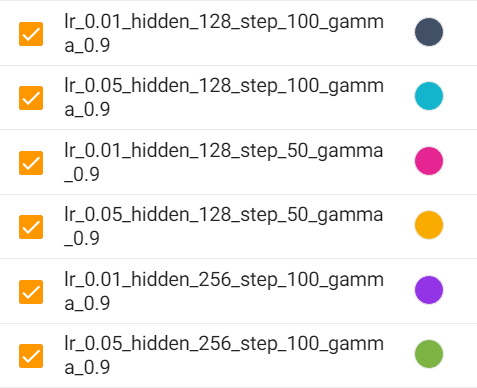 lr_0.01_hidden_128_step_100_gamm
a_0.9
lr_0.05_hidden_128_step_100_gamm
a_0.9
lr_0.01_hidden_128_step_50_gamma
_0.9
lr_0.05_hidden_128_step_50_gamma
_0.9
lr_0.01_hidden_256_step_100_gamm
a_0.9
lr_0.05_hidden_256_step_100_gamm
a_0.9